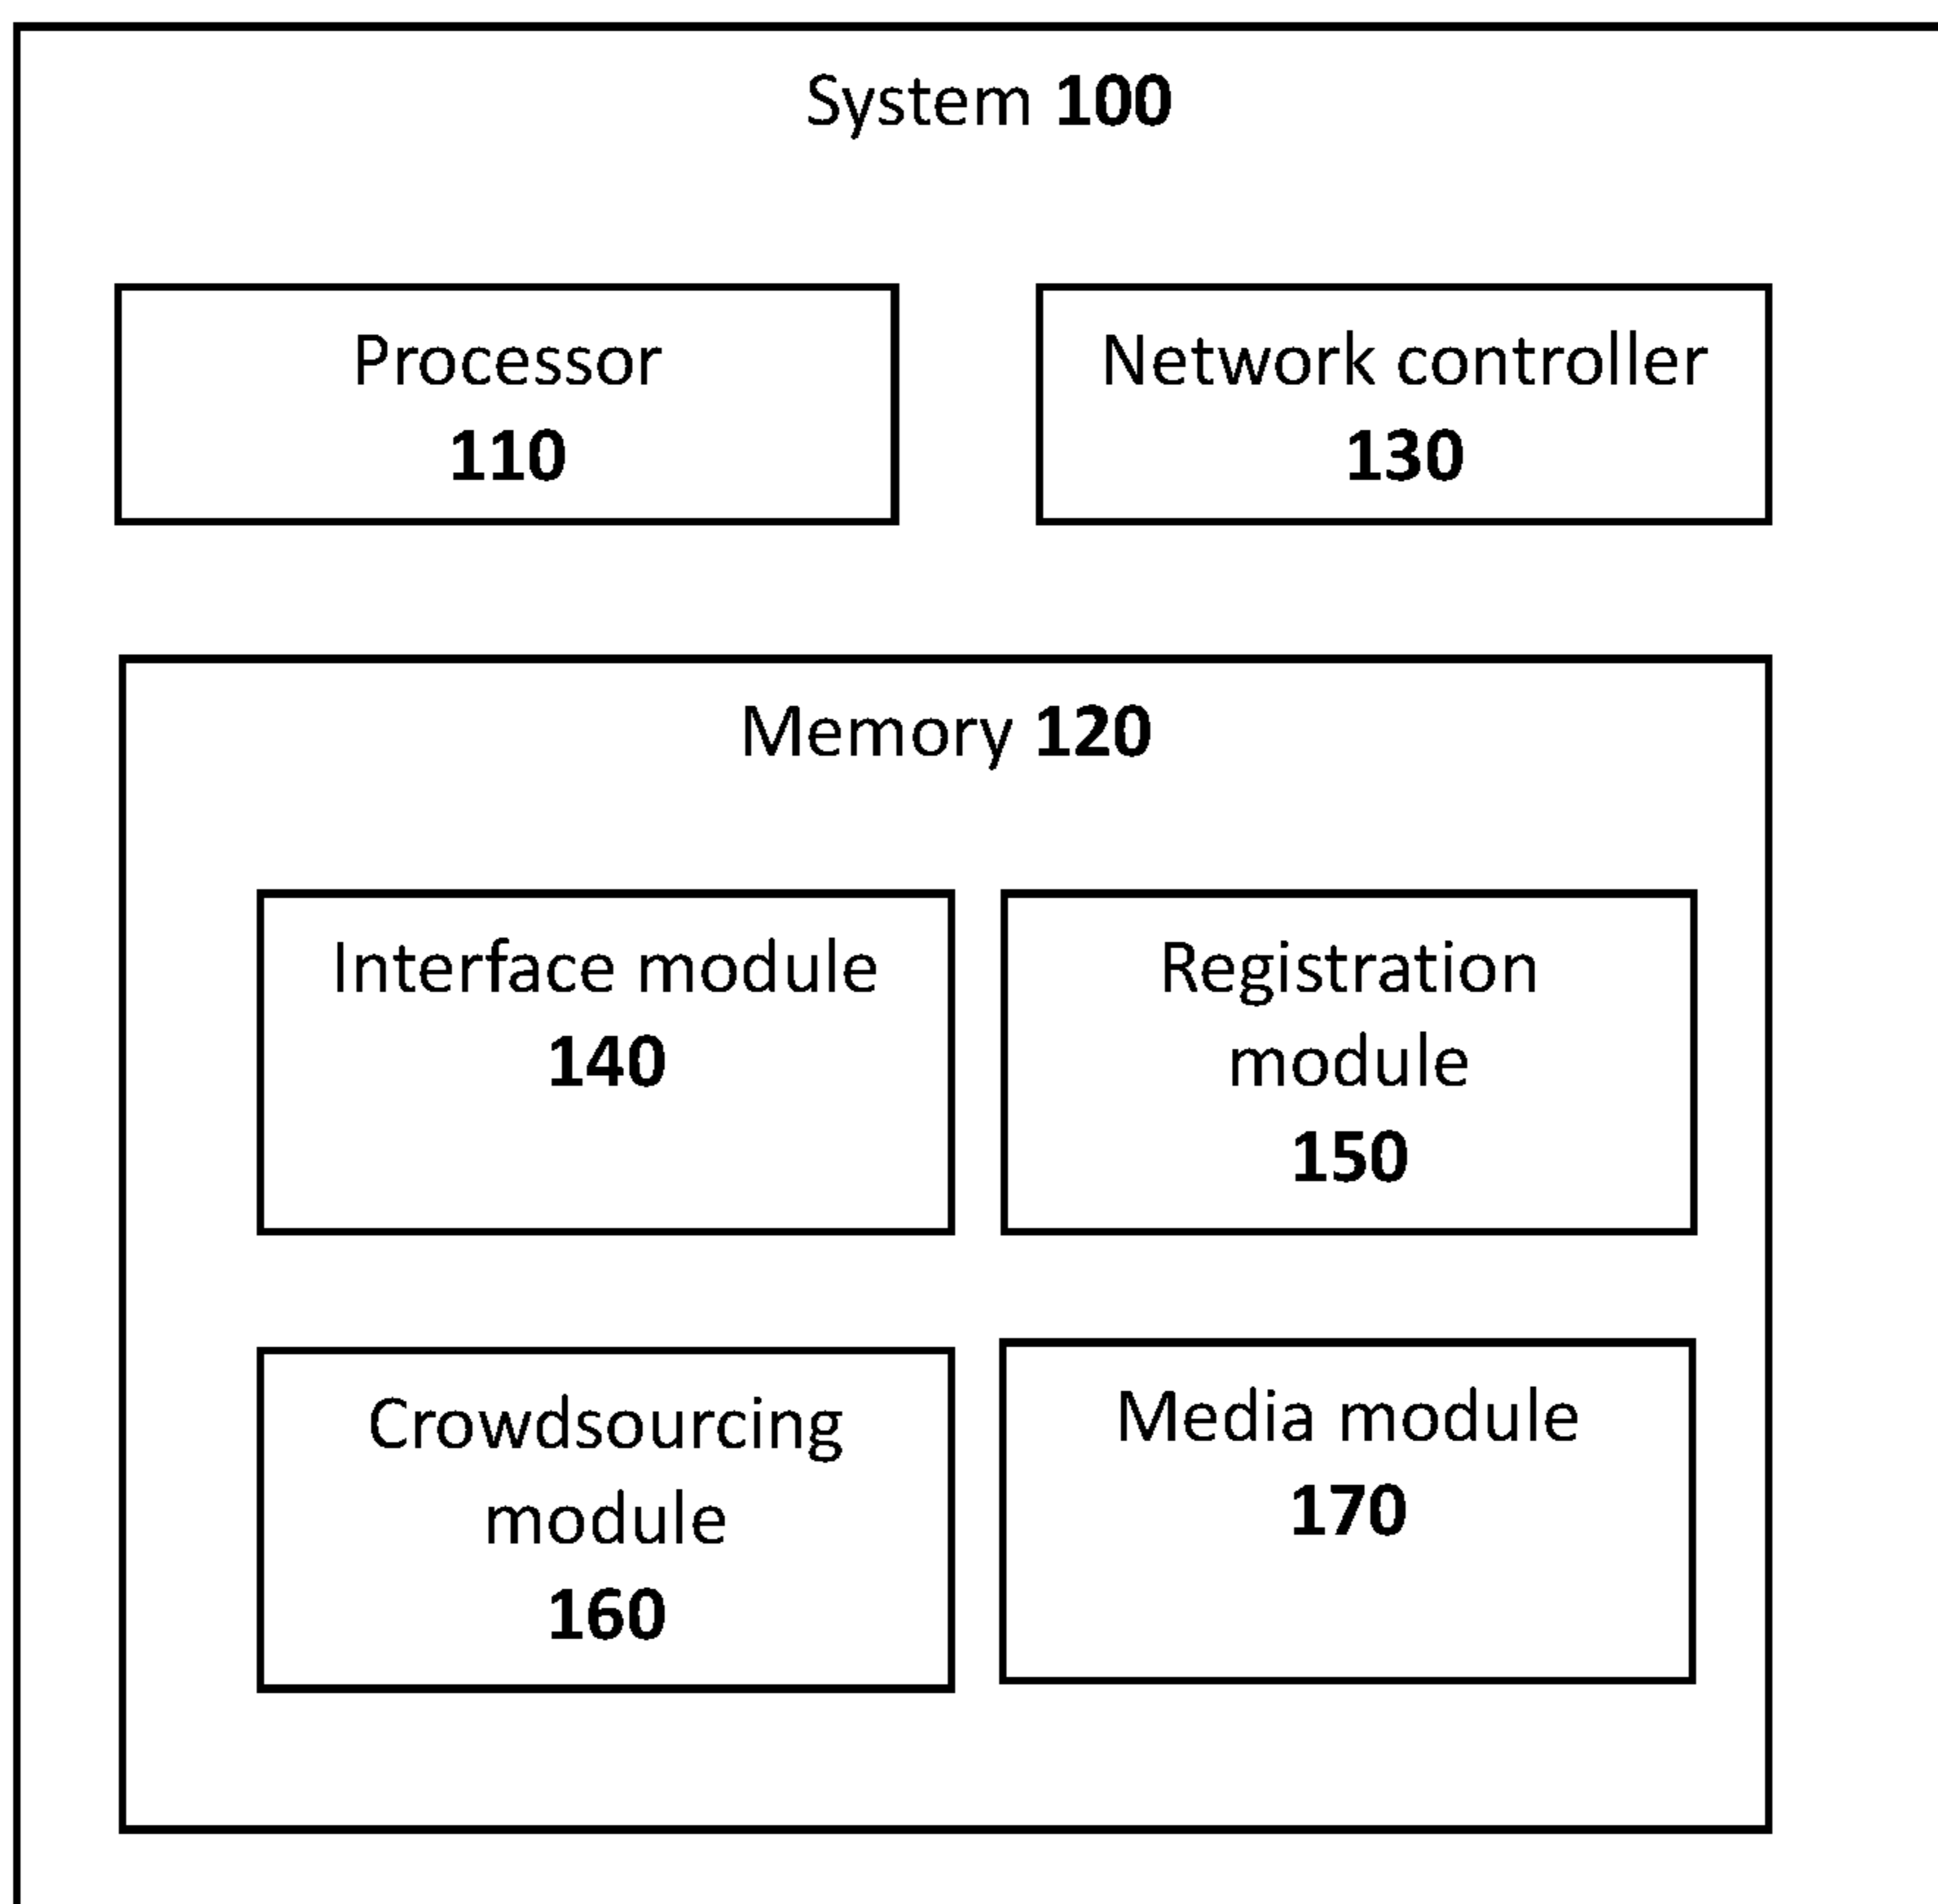 System 100
Processor
110
Network controller
130
Memory 120
Interface module
140
Registration
module
150
Crowdsourcing
module
160
Media module
170